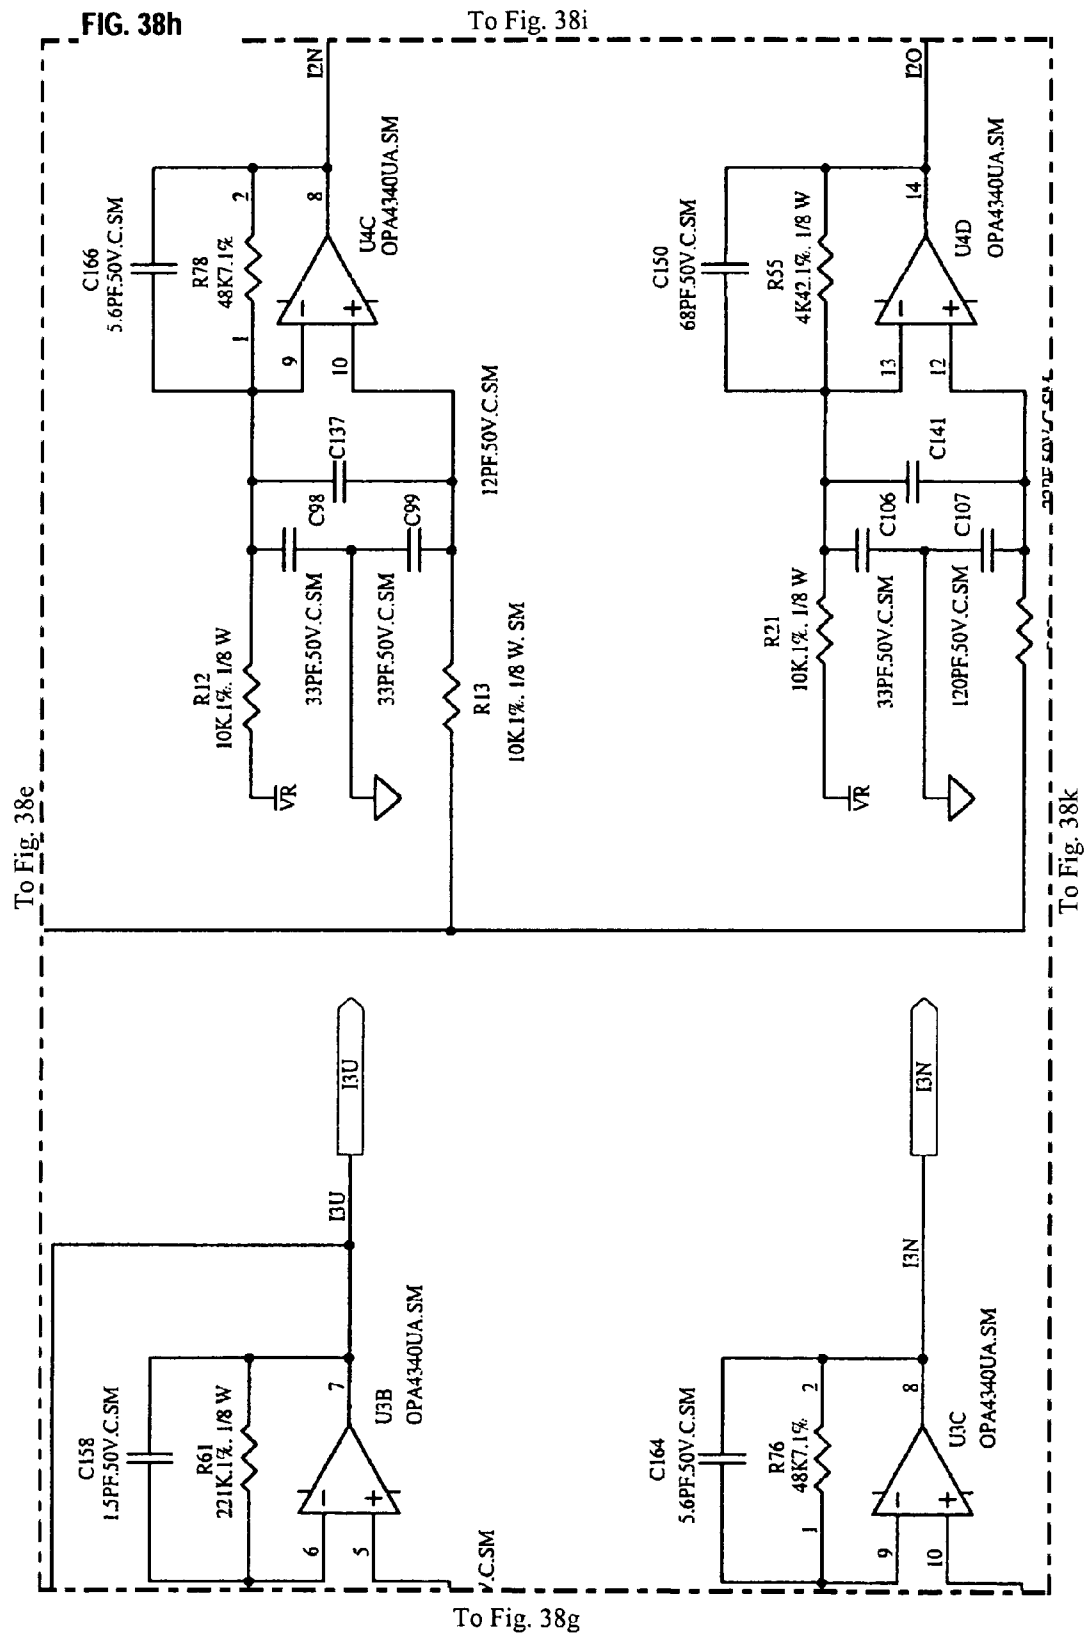 FIG. 38h
To Fig. 38i
To Fig. 38e
To Fig. 38k
To Fig. 38g
I2N
C166
5.6PF.50V.C.SM
R78
48K7.1%
1
2
8
9
10
U4C
OPA4340UA.SM
C137
12PF.50V.C.SM
C98
33PF.50V.C.SM
C99
33PF.50V.C.SM
R12
10K.1%. 1/8 W
R13
10K.1%. 1/8 W. SM
VR
I2O
C150
68PF.50V.C.SM
R55
4K42.1%. 1/8 W
14
13
12
U4D
OPA4340UA.SM
C141
C106
33PF.50V.C.SM
C107
120PF.50V.C.SM
R21
10K.1%. 1/8 W
VR
I3U
I3U
C158
1.5PF.50V.C.SM
R61
221K.1%. 1/8 W
7
6
5
U3B
OPA4340UA.SM
V.C.SM
I3N
I3N
C164
5.6PF.50V.C.SM
R76
48K7.1%
1
2
8
9
10
U3C
OPA4340UA.SM